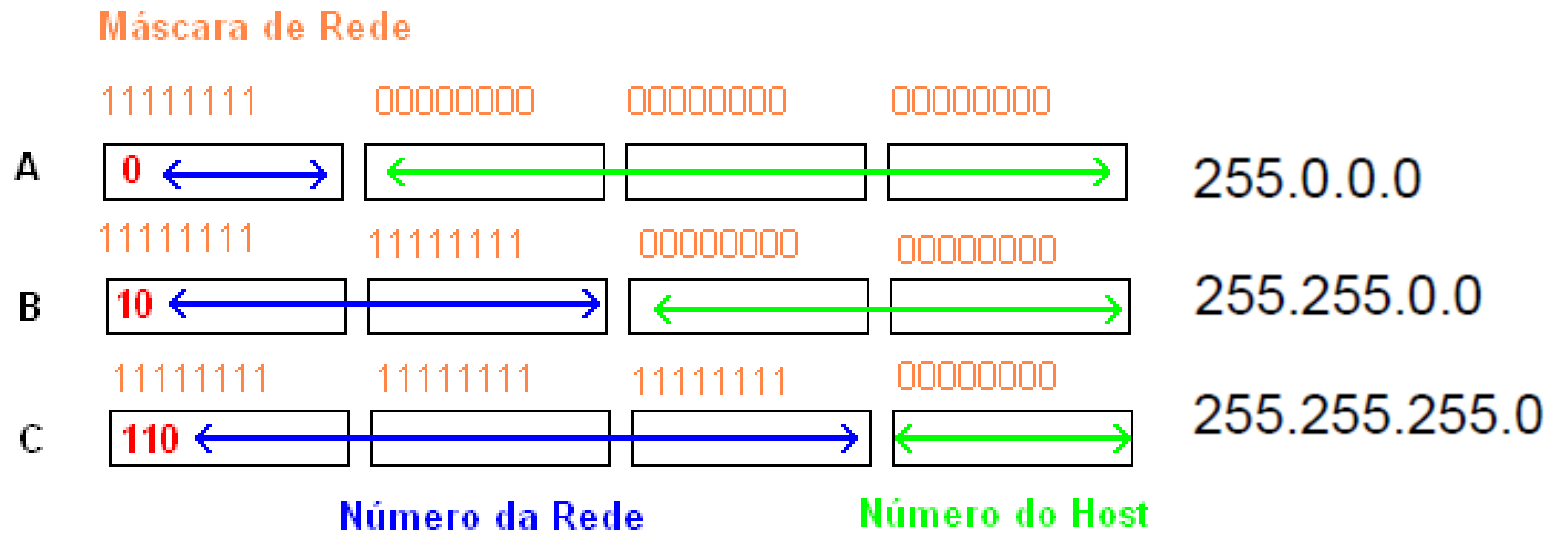 Máscara de Rede
11111111 00000000 00000000 00000000
A 0 255.0.0.0
11111111 11111111 00000000 00000000
B 10 255.255.0.0
11111111 11111111 11111111 00000000
C 110 255.255.255.0
Número da Rede Número do Host